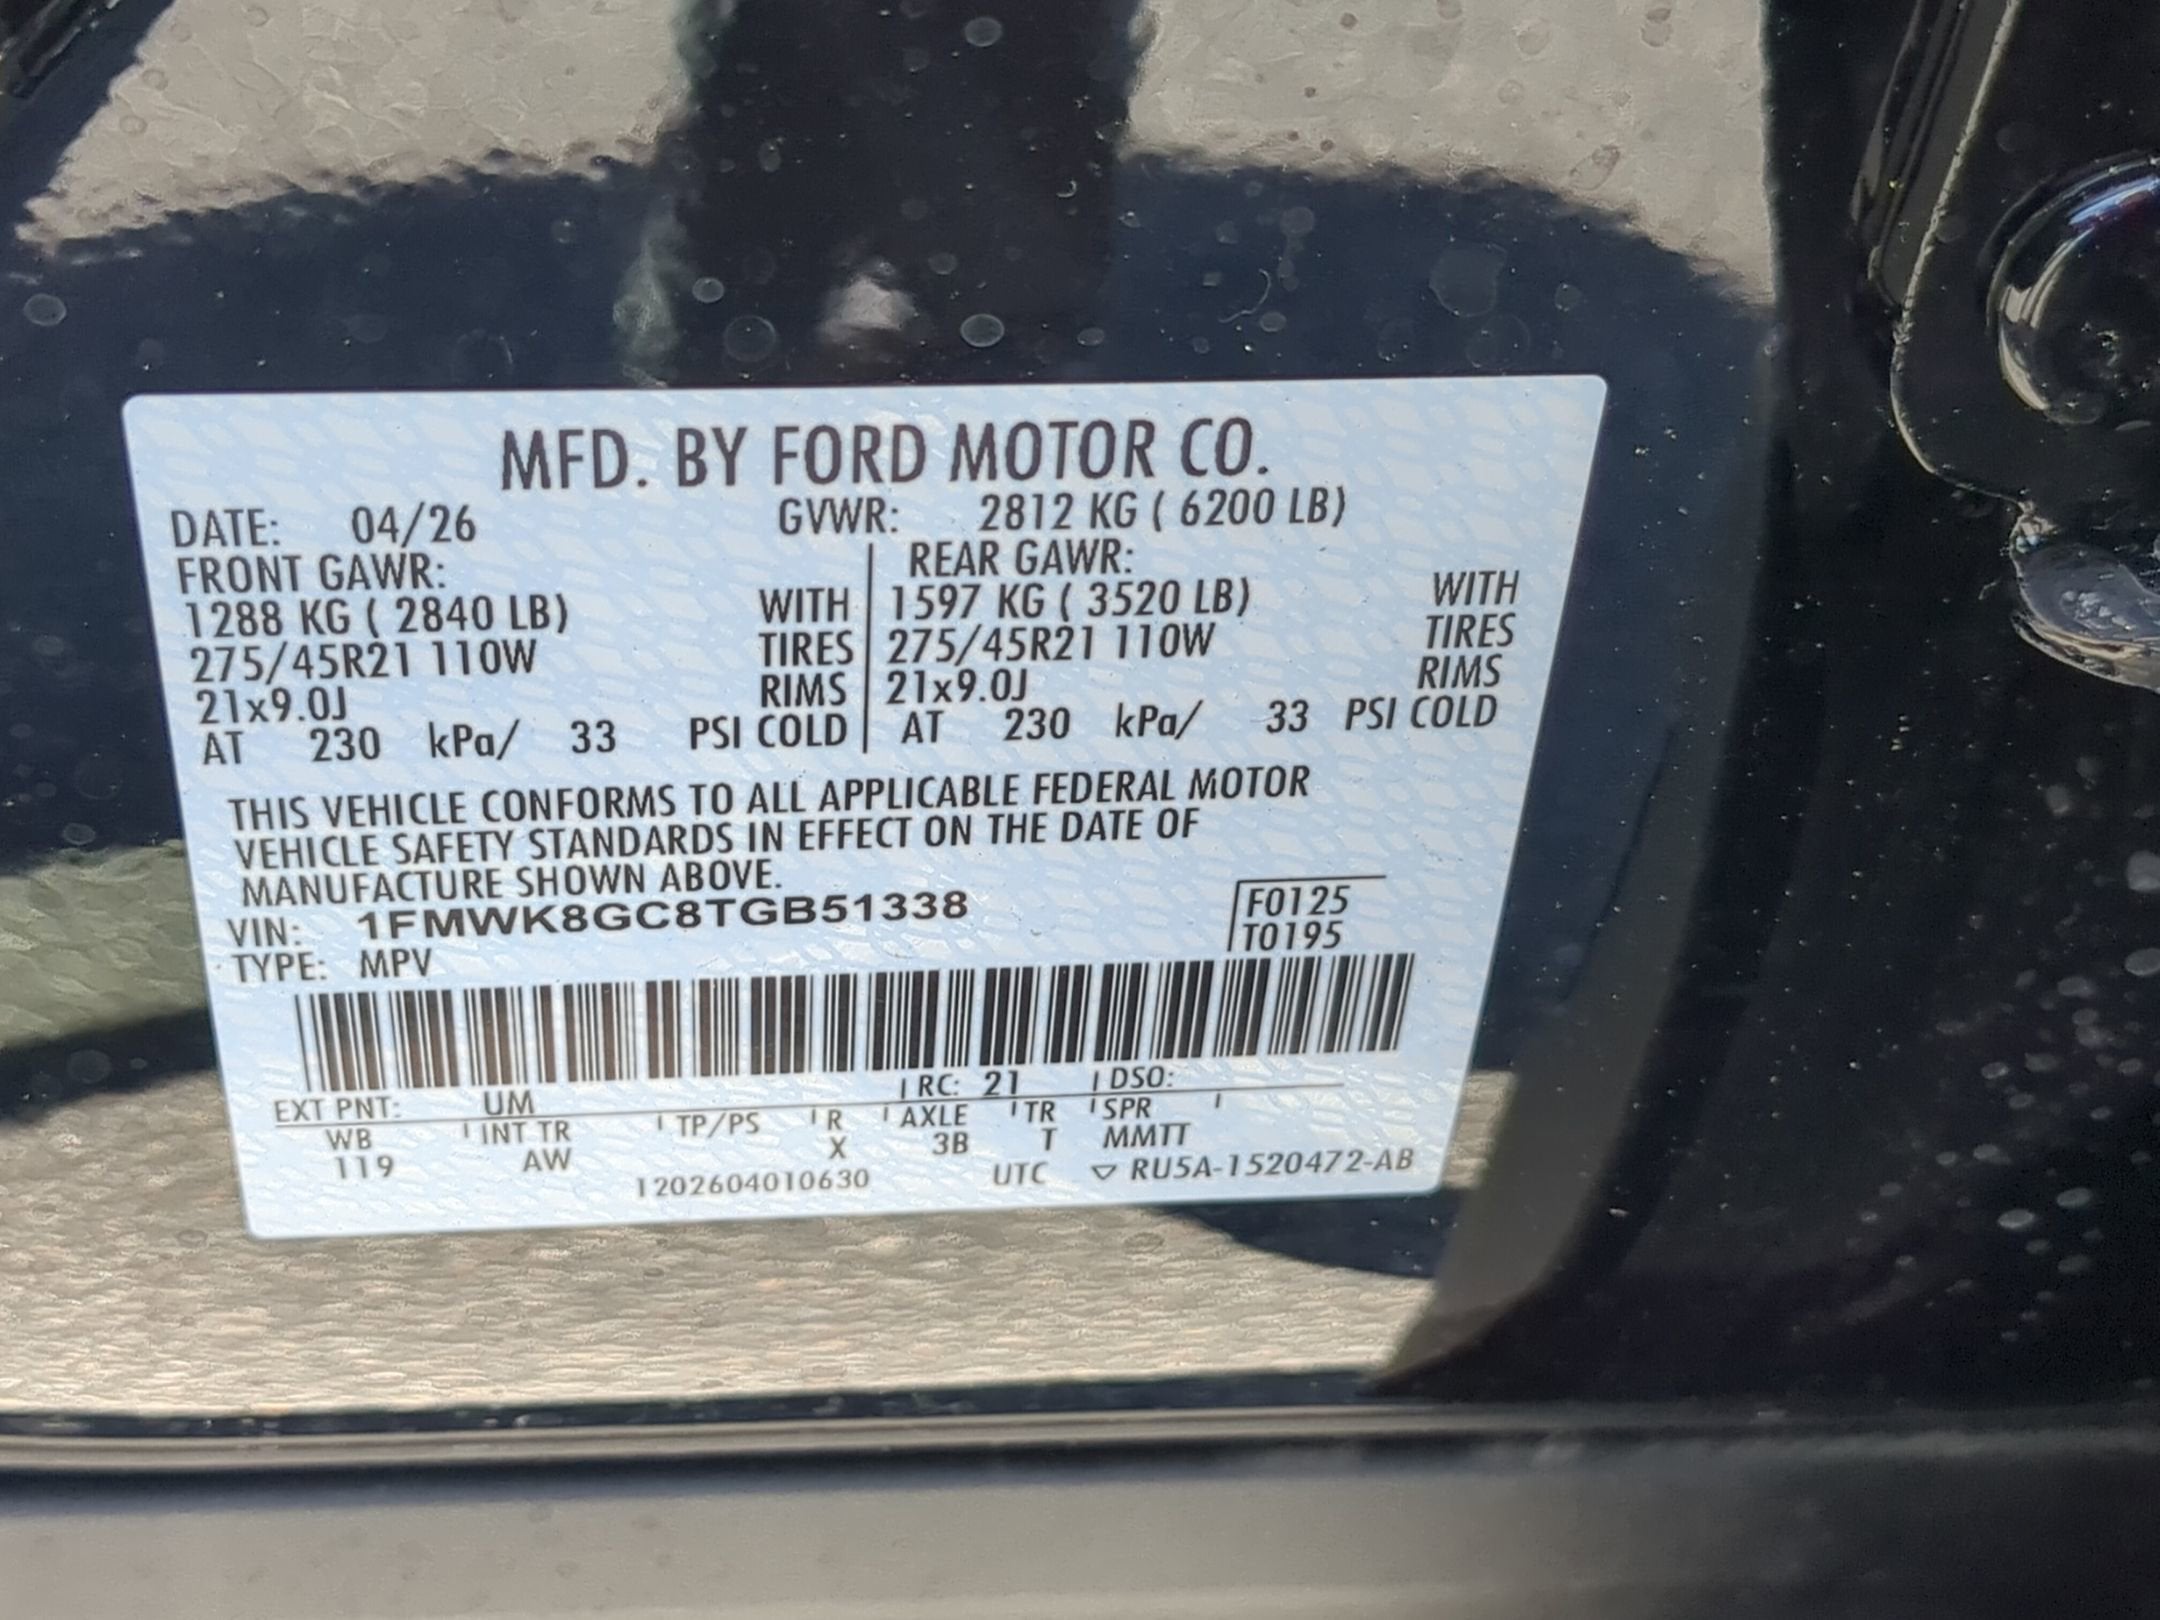 MFD. BY FORD MOTOR CO.
DATE: 04/26 GVWR: 2812 KG ( 6200 LB)
FRONT GAWR: REAR GAWR:
1288 KG ( 2840 LB) WITH 1597 KG ( 3520 LB) WITH
275/45R21 110W TIRES 275/45R21 110W TIRES
21x9.0J RIMS 21x9.0J RIMS
AT 230 kPa/ 33 PSI COLD AT 230 kPa/ 33 PSI COLD
THIS VEHICLE CONFORMS TO ALL APPLICABLE FEDERAL MOTOR
VEHICLE SAFETY STANDARDS IN EFFECT ON THE DATE OF
MANUFACTURE SHOWN ABOVE.
VIN: 1FMWK8GC8TGB51338 F0125
TYPE: MPV T0195
EXT PNT: UM RC: 21 DSO:
WB INT TR TP/PS R AXLE TR SPR
119 AW X 3B T MMTT
1202604010630 UTC ▽ RU5A-1520472-AB